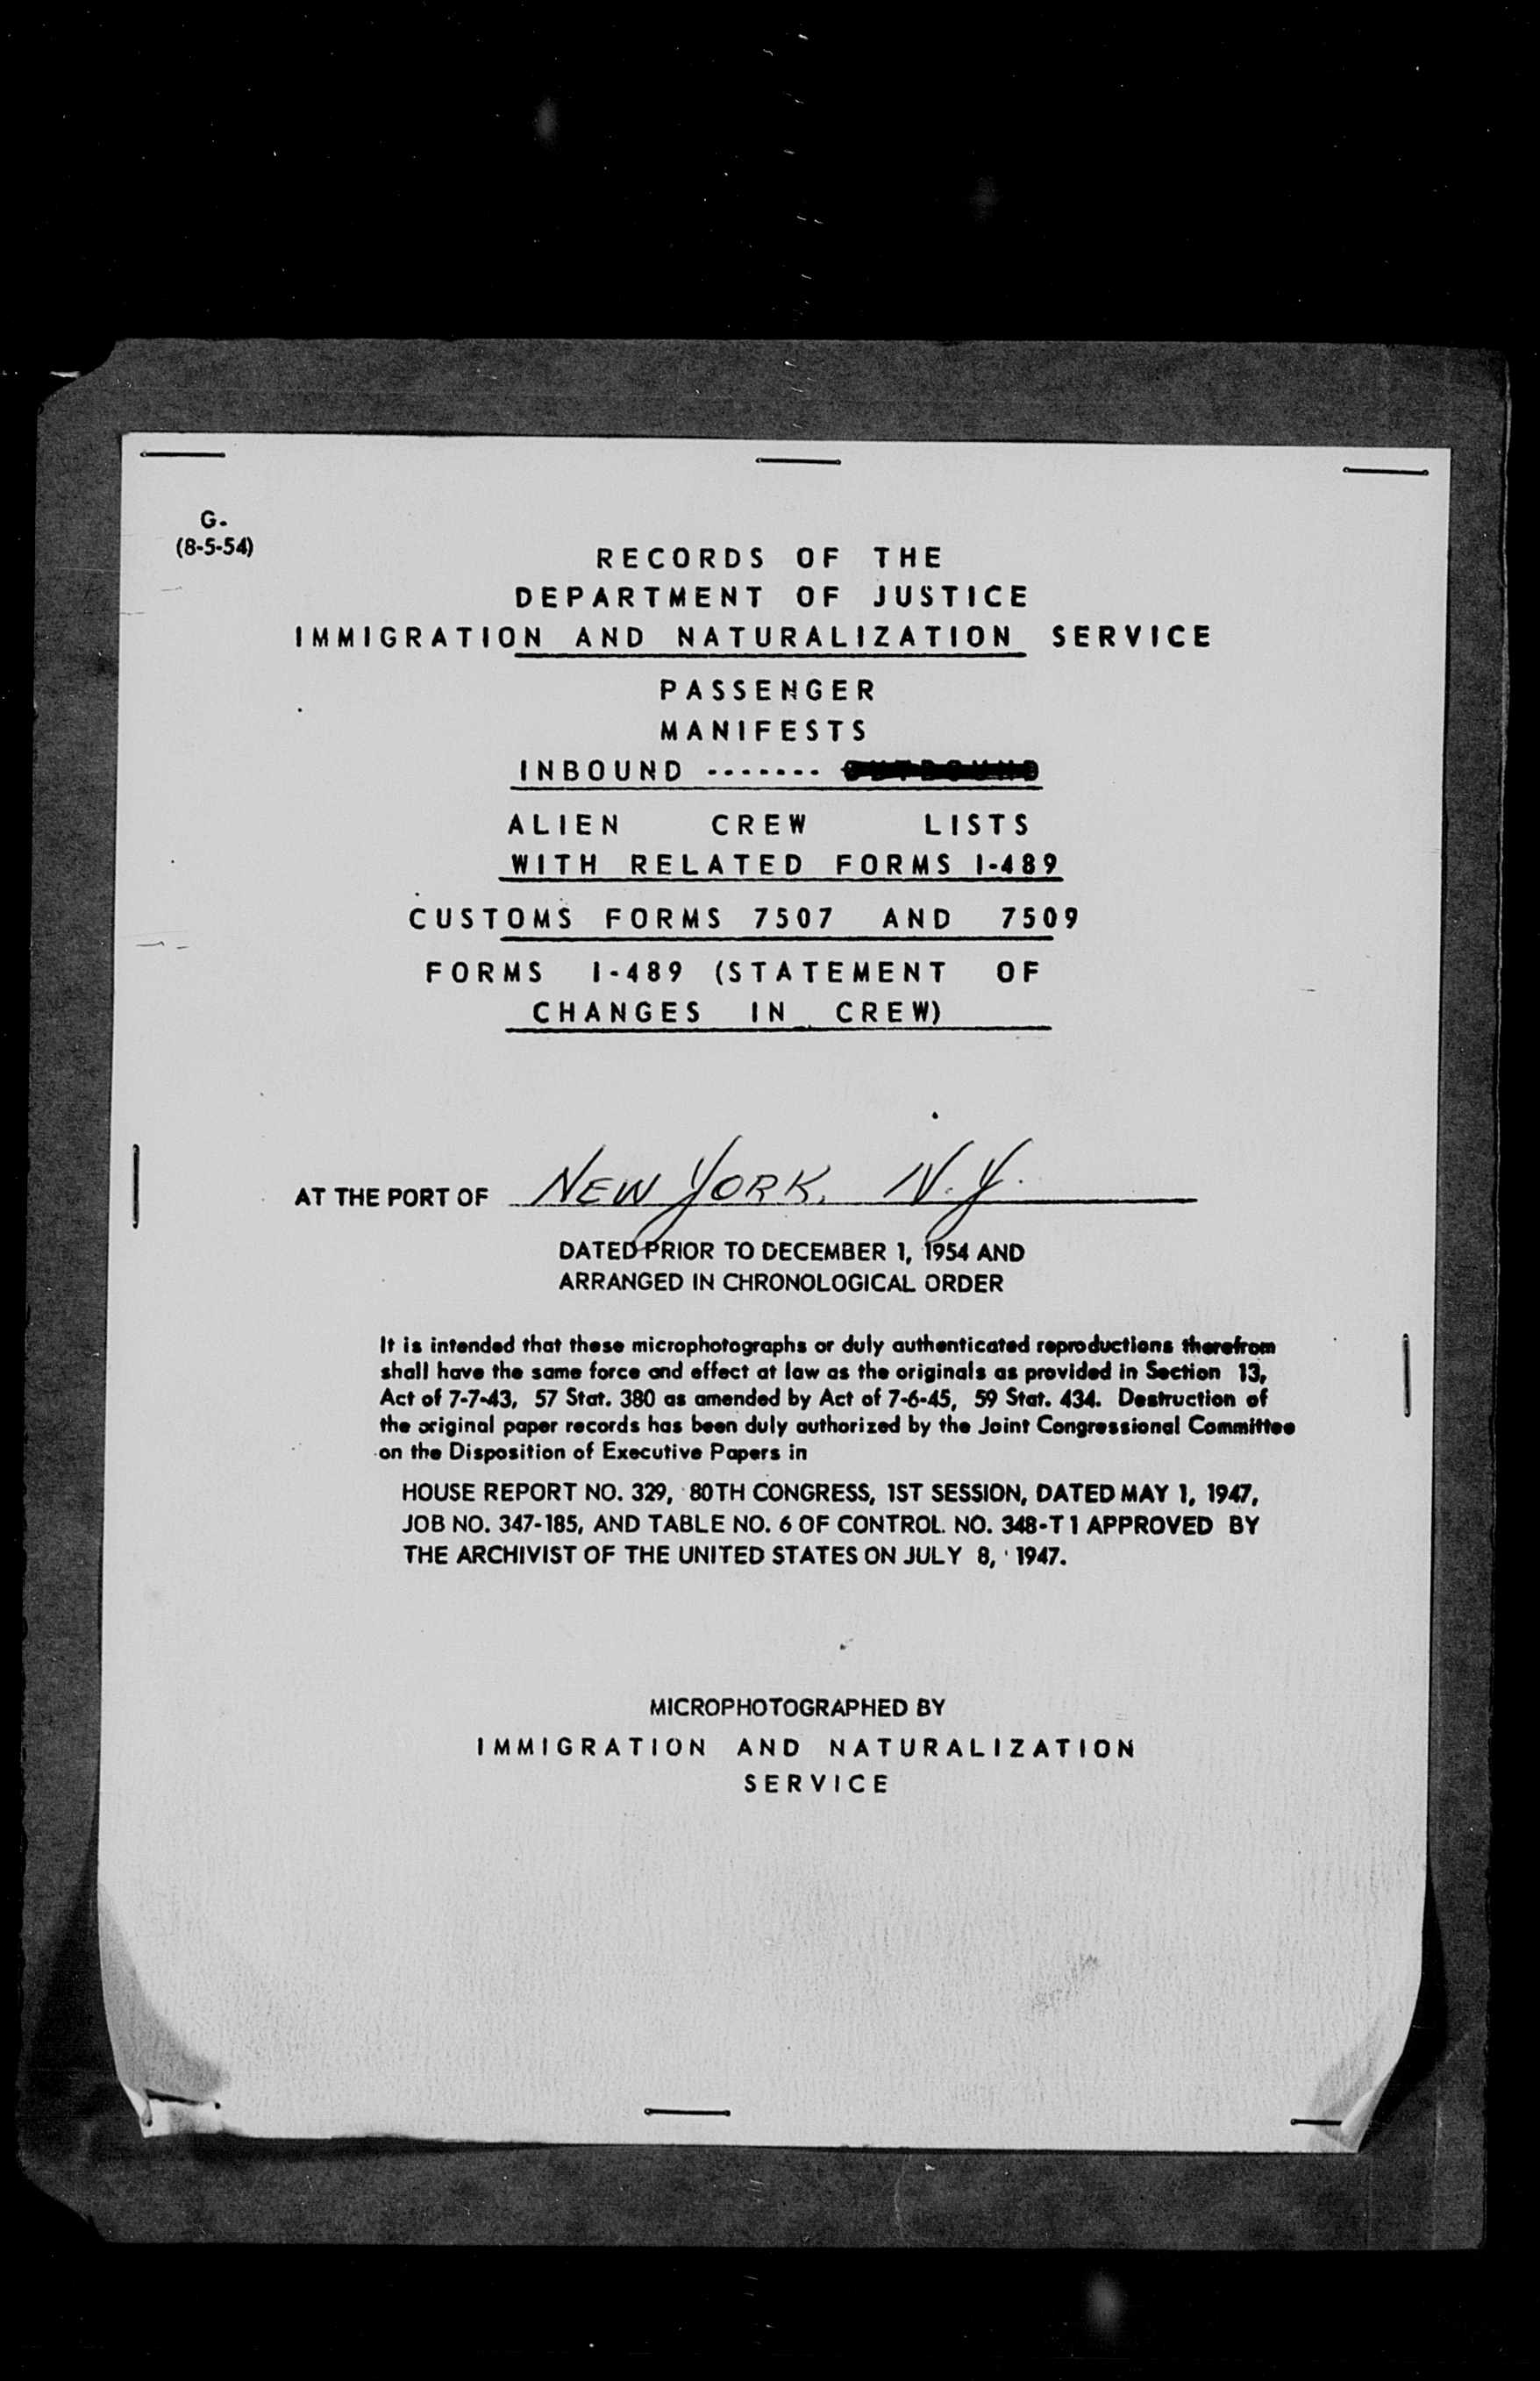 G.
(8-5-54)
RECORDS OF THE
DEPARTMENT OF JUSTICE
IMMIGRATION AND NATURALIZATION SERVICE
PASSENGER
MANIFESTS
INBOUND ------- OUTBOUND
ALIEN CREW LISTS
WITH RELATED FORMS I-489
CUSTOMS FORMS 7507 AND 7509
FORMS I-489 (STATEMENT OF
CHANGES IN CREW)
AT THE PORT OF NEW YORK, N.Y.
DATED PRIOR TO DECEMBER 1, 1954 AND
ARRANGED IN CHRONOLOGICAL ORDER
It is intended that these microphotographs or duly authenticated reproductions therefrom
shall have the same force and effect at law as the originals as provided in Section 13,
Act of 7-7-43, 57 Stat. 380 as amended by Act of 7-6-45, 59 Stat. 434. Destruction of
the original paper records has been duly authorized by the Joint Congressional Committee
on the Disposition of Executive Papers in
HOUSE REPORT NO. 329, 80TH CONGRESS, 1ST SESSION, DATED MAY 1, 1947,
JOB NO. 347-185, AND TABLE NO. 6 OF CONTROL NO. 348-T1 APPROVED BY
THE ARCHIVIST OF THE UNITED STATES ON JULY 8, 1947.
MICROPHOTOGRAPHED BY
IMMIGRATION AND NATURALIZATION
SERVICE